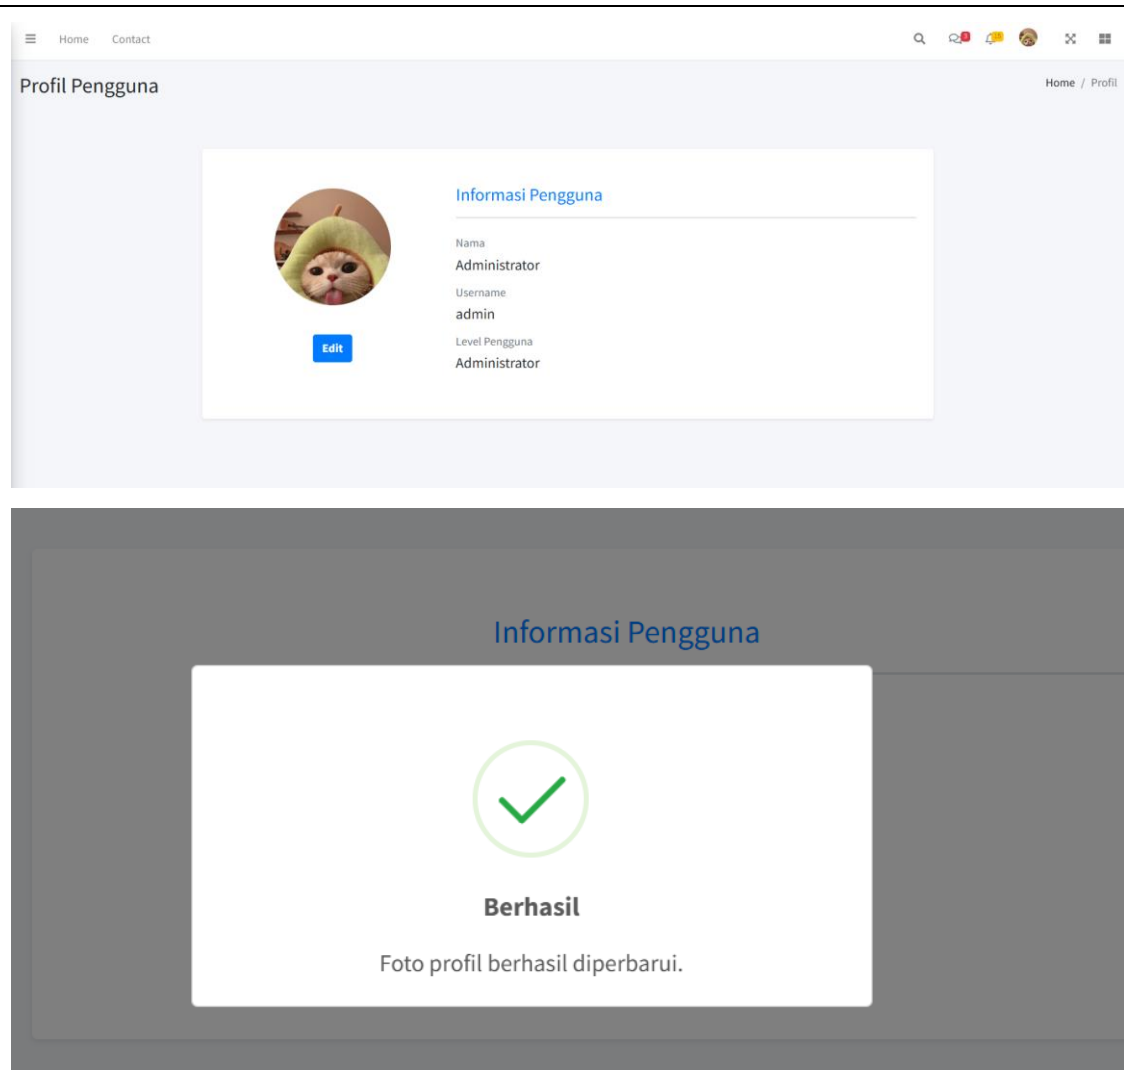 Home Contact
Profil Pengguna
Home / Profil
Informasi Pengguna
Nama
Administrator
Username
admin
Level Pengguna
Administrator
Edit
Informasi Pengguna
Berhasil
Foto profil berhasil diperbarui.